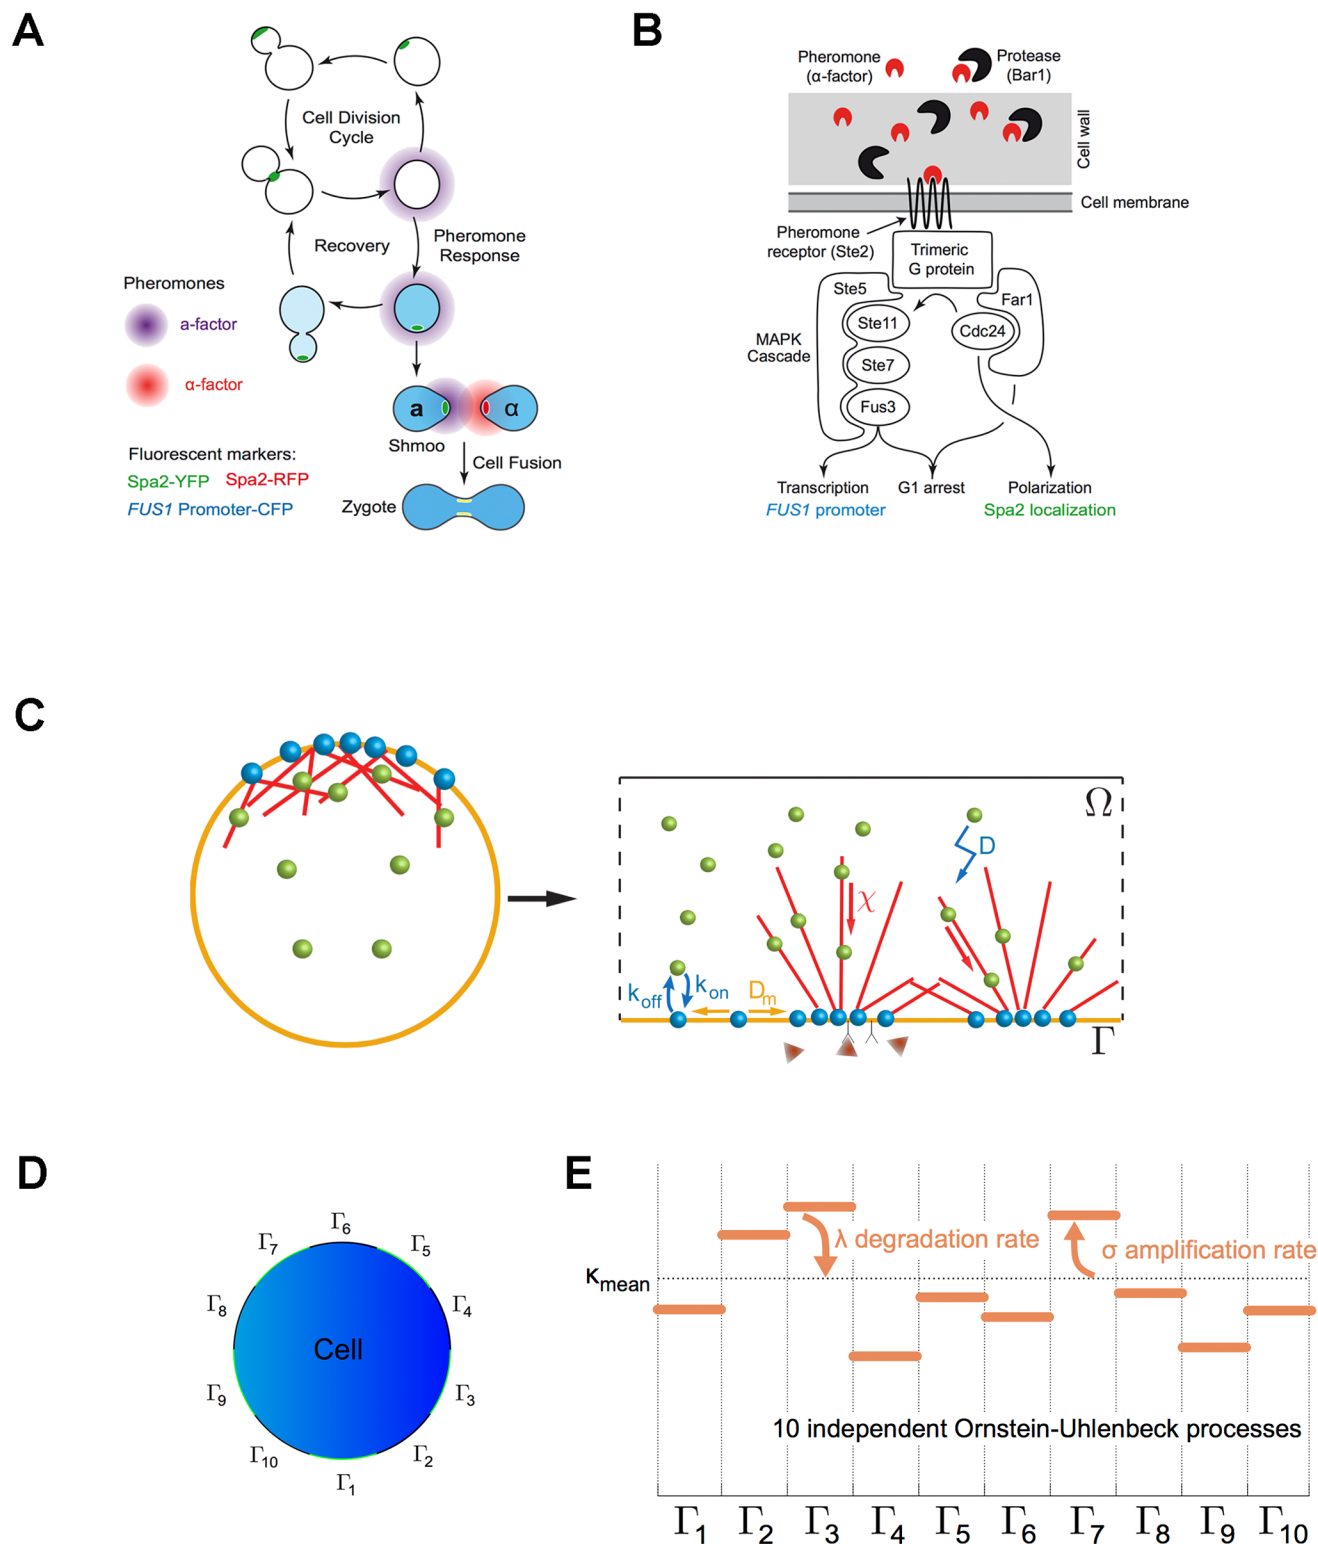 A
Cell Division
Cycle
Recovery
Pheromone
Response
Pheromones
a-factor
α-factor
a
α
Shmoo
Cell Fusion
Zygote
Fluorescent markers:
Spa2-YFP Spa2-RFP
FUS1 Promoter-CFP
B
Pheromone
(α-factor)
Protease
(Bar1)
Cell wall
Cell membrane
Pheromone
receptor (Ste2)
Trimeric
G protein
Ste5
Far1
Ste11
Cdc24
MAPK
Cascade
Ste7
Fus3
Transcription
FUS1 promoter
G1 arrest
Polarization
Spa2 localization
C
Ω
D
χ
koff
kon
Dm
Γ
D
Γ6
Γ7
Γ5
Γ8
Γ4
Cell
Γ9
Γ3
Γ10
Γ2
Γ1
E
λ degradation rate
σ amplification rate
κmean
10 independent Ornstein-Uhlenbeck processes
Γ1 Γ2 Γ3 Γ4 Γ5 Γ6 Γ7 Γ8 Γ9 Γ10